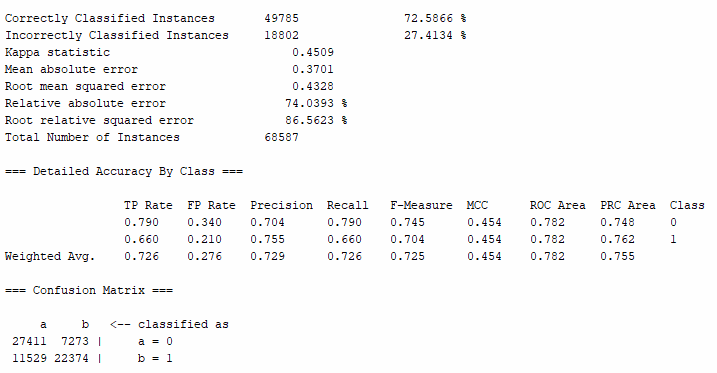 Correctly Classified Instances 49785 72.5866 %
Incorrectly Classified Instances 18802 27.4134 %
Kappa statistic 0.4509
Mean absolute error 0.3701
Root mean squared error 0.4328
Relative absolute error 74.0393 %
Root relative squared error 86.5623 %
Total Number of Instances 68587
=== Detailed Accuracy By Class ===
TP Rate FP Rate Precision Recall F-Measure MCC ROC Area PRC Area Class
0.790 0.340 0.704 0.790 0.745 0.454 0.782 0.748 0
0.660 0.210 0.755 0.660 0.704 0.454 0.782 0.762 1
Weighted Avg. 0.726 0.276 0.729 0.726 0.725 0.454 0.782 0.755
=== Confusion Matrix ===
a b <-- classified as
27411 7273 | a = 0
11529 22374 | b = 1